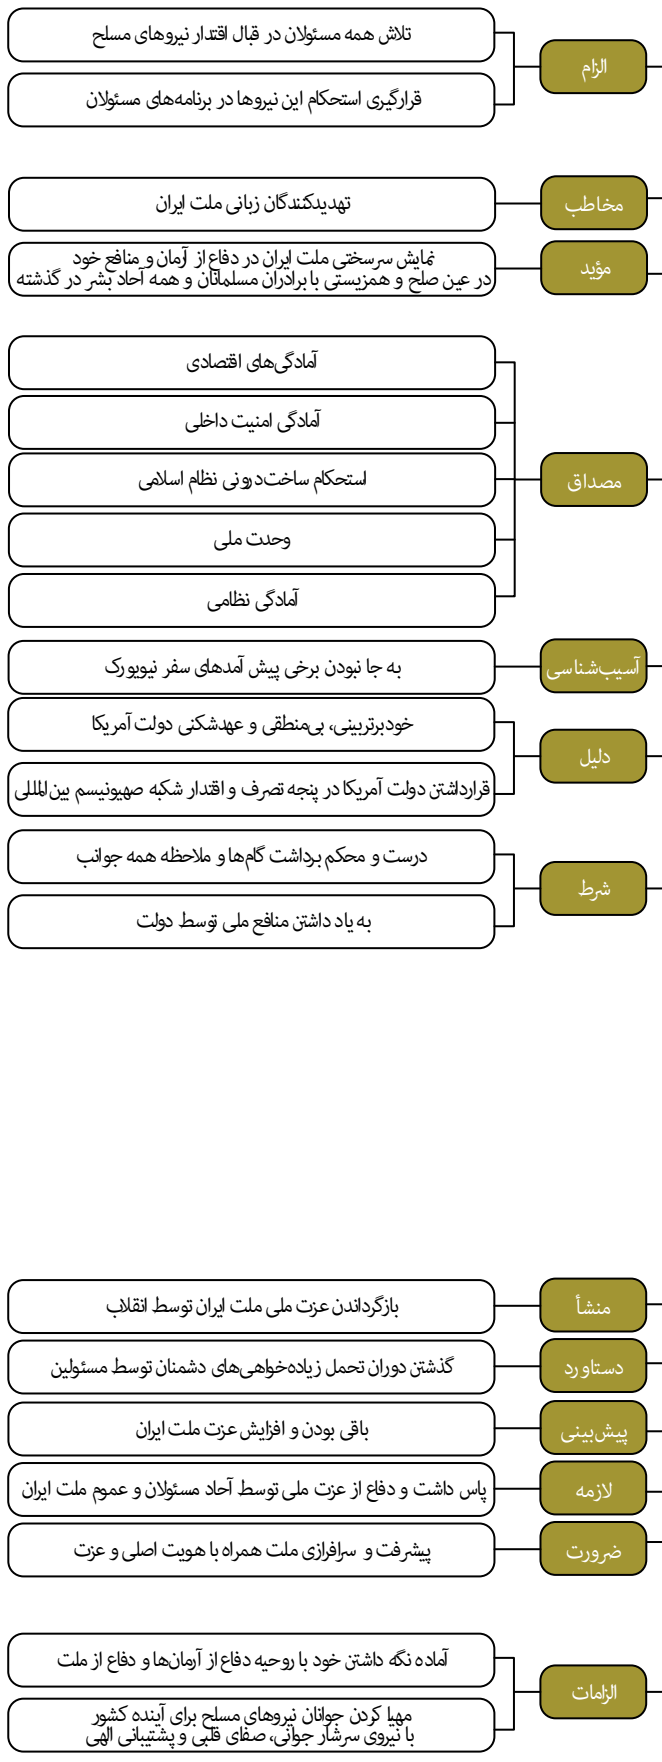 الزام
تلاش همه مسئولان در قبال اقتدار نیروهای مسلح
قرارگیری استحکام این نیروها در برنامه‌های مسئولان
مخاطب
تهدیدکنندگان زبانی ملت ایران
مؤید
نمایش سرسختی ملت ایران در دفاع از آرمان و منافع خود
در عین صلح و همزیستی با برادران مسلمانان و همه آحاد بشر در گذشته
مصداق
آمادگی‌های اقتصادی
آمادگی امنیت داخلی
استحکام ساخت‌درونی نظام اسلامی
وحدت ملی
آمادگی نظامی
آسیب‌شناسی
به جا نبودن برخی پیش آمدهای سفر نیویورک
دلیل
خودبرتربینی، بی‌منطقی و عهدشکنی دولت آمریکا
قرارداشتن دولت آمریکا در پنجه تصرف و اقتدار شکبه صهیونیسم بین‌المللی
شرط
درست و محکم برداشت گام‌ها و ملاحظه همه جوانب
به یاد داشتن منافع ملی توسط دولت
منشأ
بازگرداندن عزت ملی ملت ایران توسط انقلاب
دستاورد
گذشتن دوران تحمل زیاده‌خواهی‌های دشمنان توسط مسئولین
پیش‌بینی
باقی بودن و افزایش عزت ملت ایران
لازمه
پاس داشت و دفاع از عزت ملی توسط آحاد مسئولان و عموم ملت ایران
ضرورت
پیشرفت و سرافرازی ملت همراه با هویت اصلی و عزت
الزامات
آماده نگه داشتن خود با روحیه دفاع از آرمان‌ها و دفاع از ملت
مهیا کردن جوانان نیروهای مسلح برای آینده کشور
با نیروی سرشار جوانی، صفای قلبی و پشتیبانی الهی